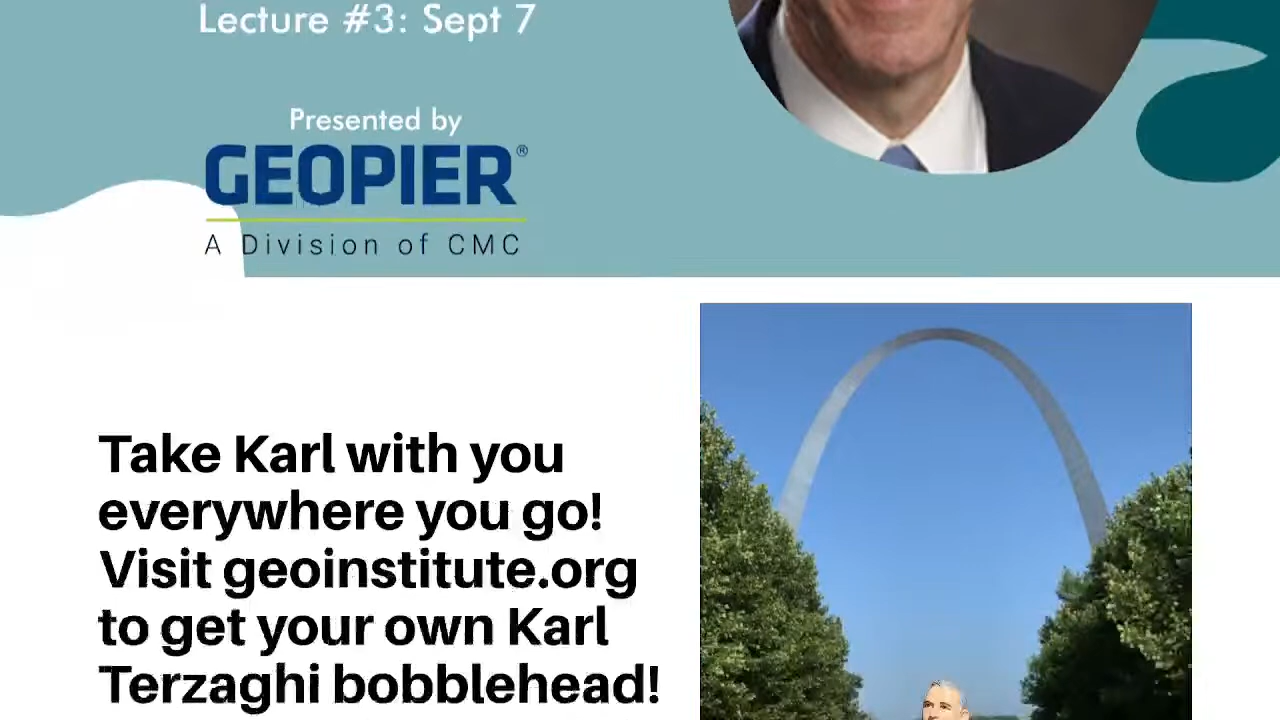 Lecture #3: Sept 7
Presented by
GEOPIER®
A Division of CMC
Take Karl with you
everywhere you go!
Visit geoinstitute.org
to get your own Karl
Terzaghi bobblehead!